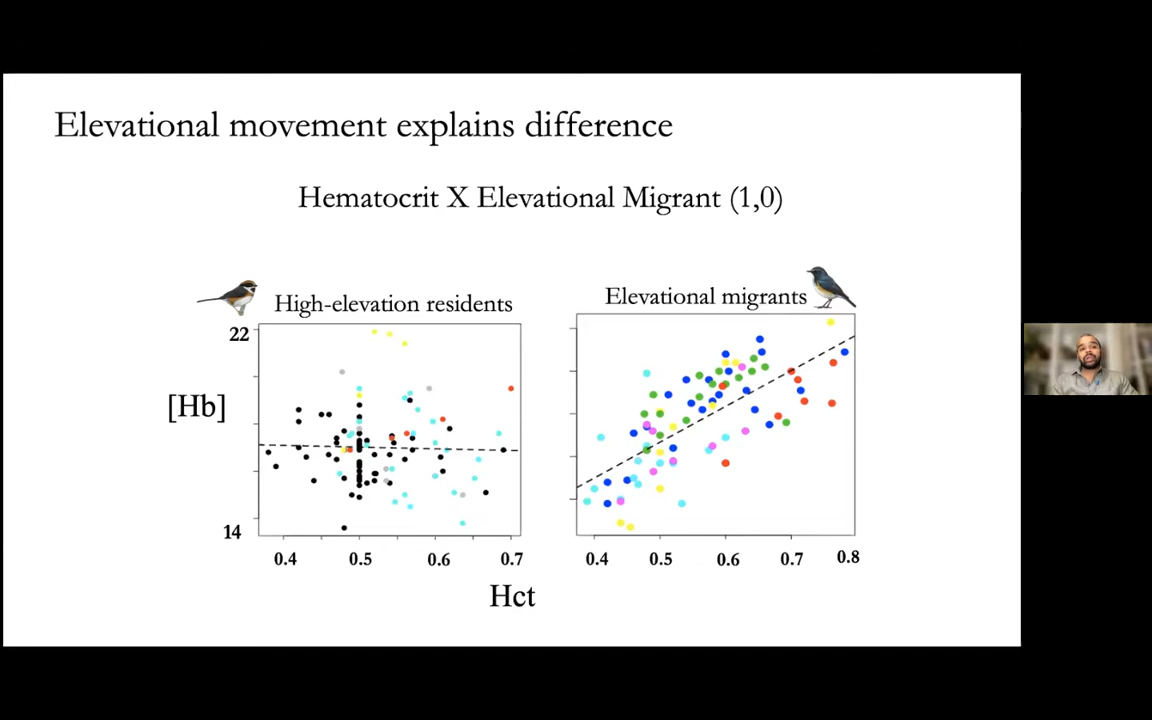 Elevational movement explains difference
Hematocrit X Elevational Migrant (1,0)
High-elevation residents
Elevational migrants
22
[Hb]
14
0.4 0.5 0.6 0.7
0.4 0.5 0.6 0.7 0.8
Hct